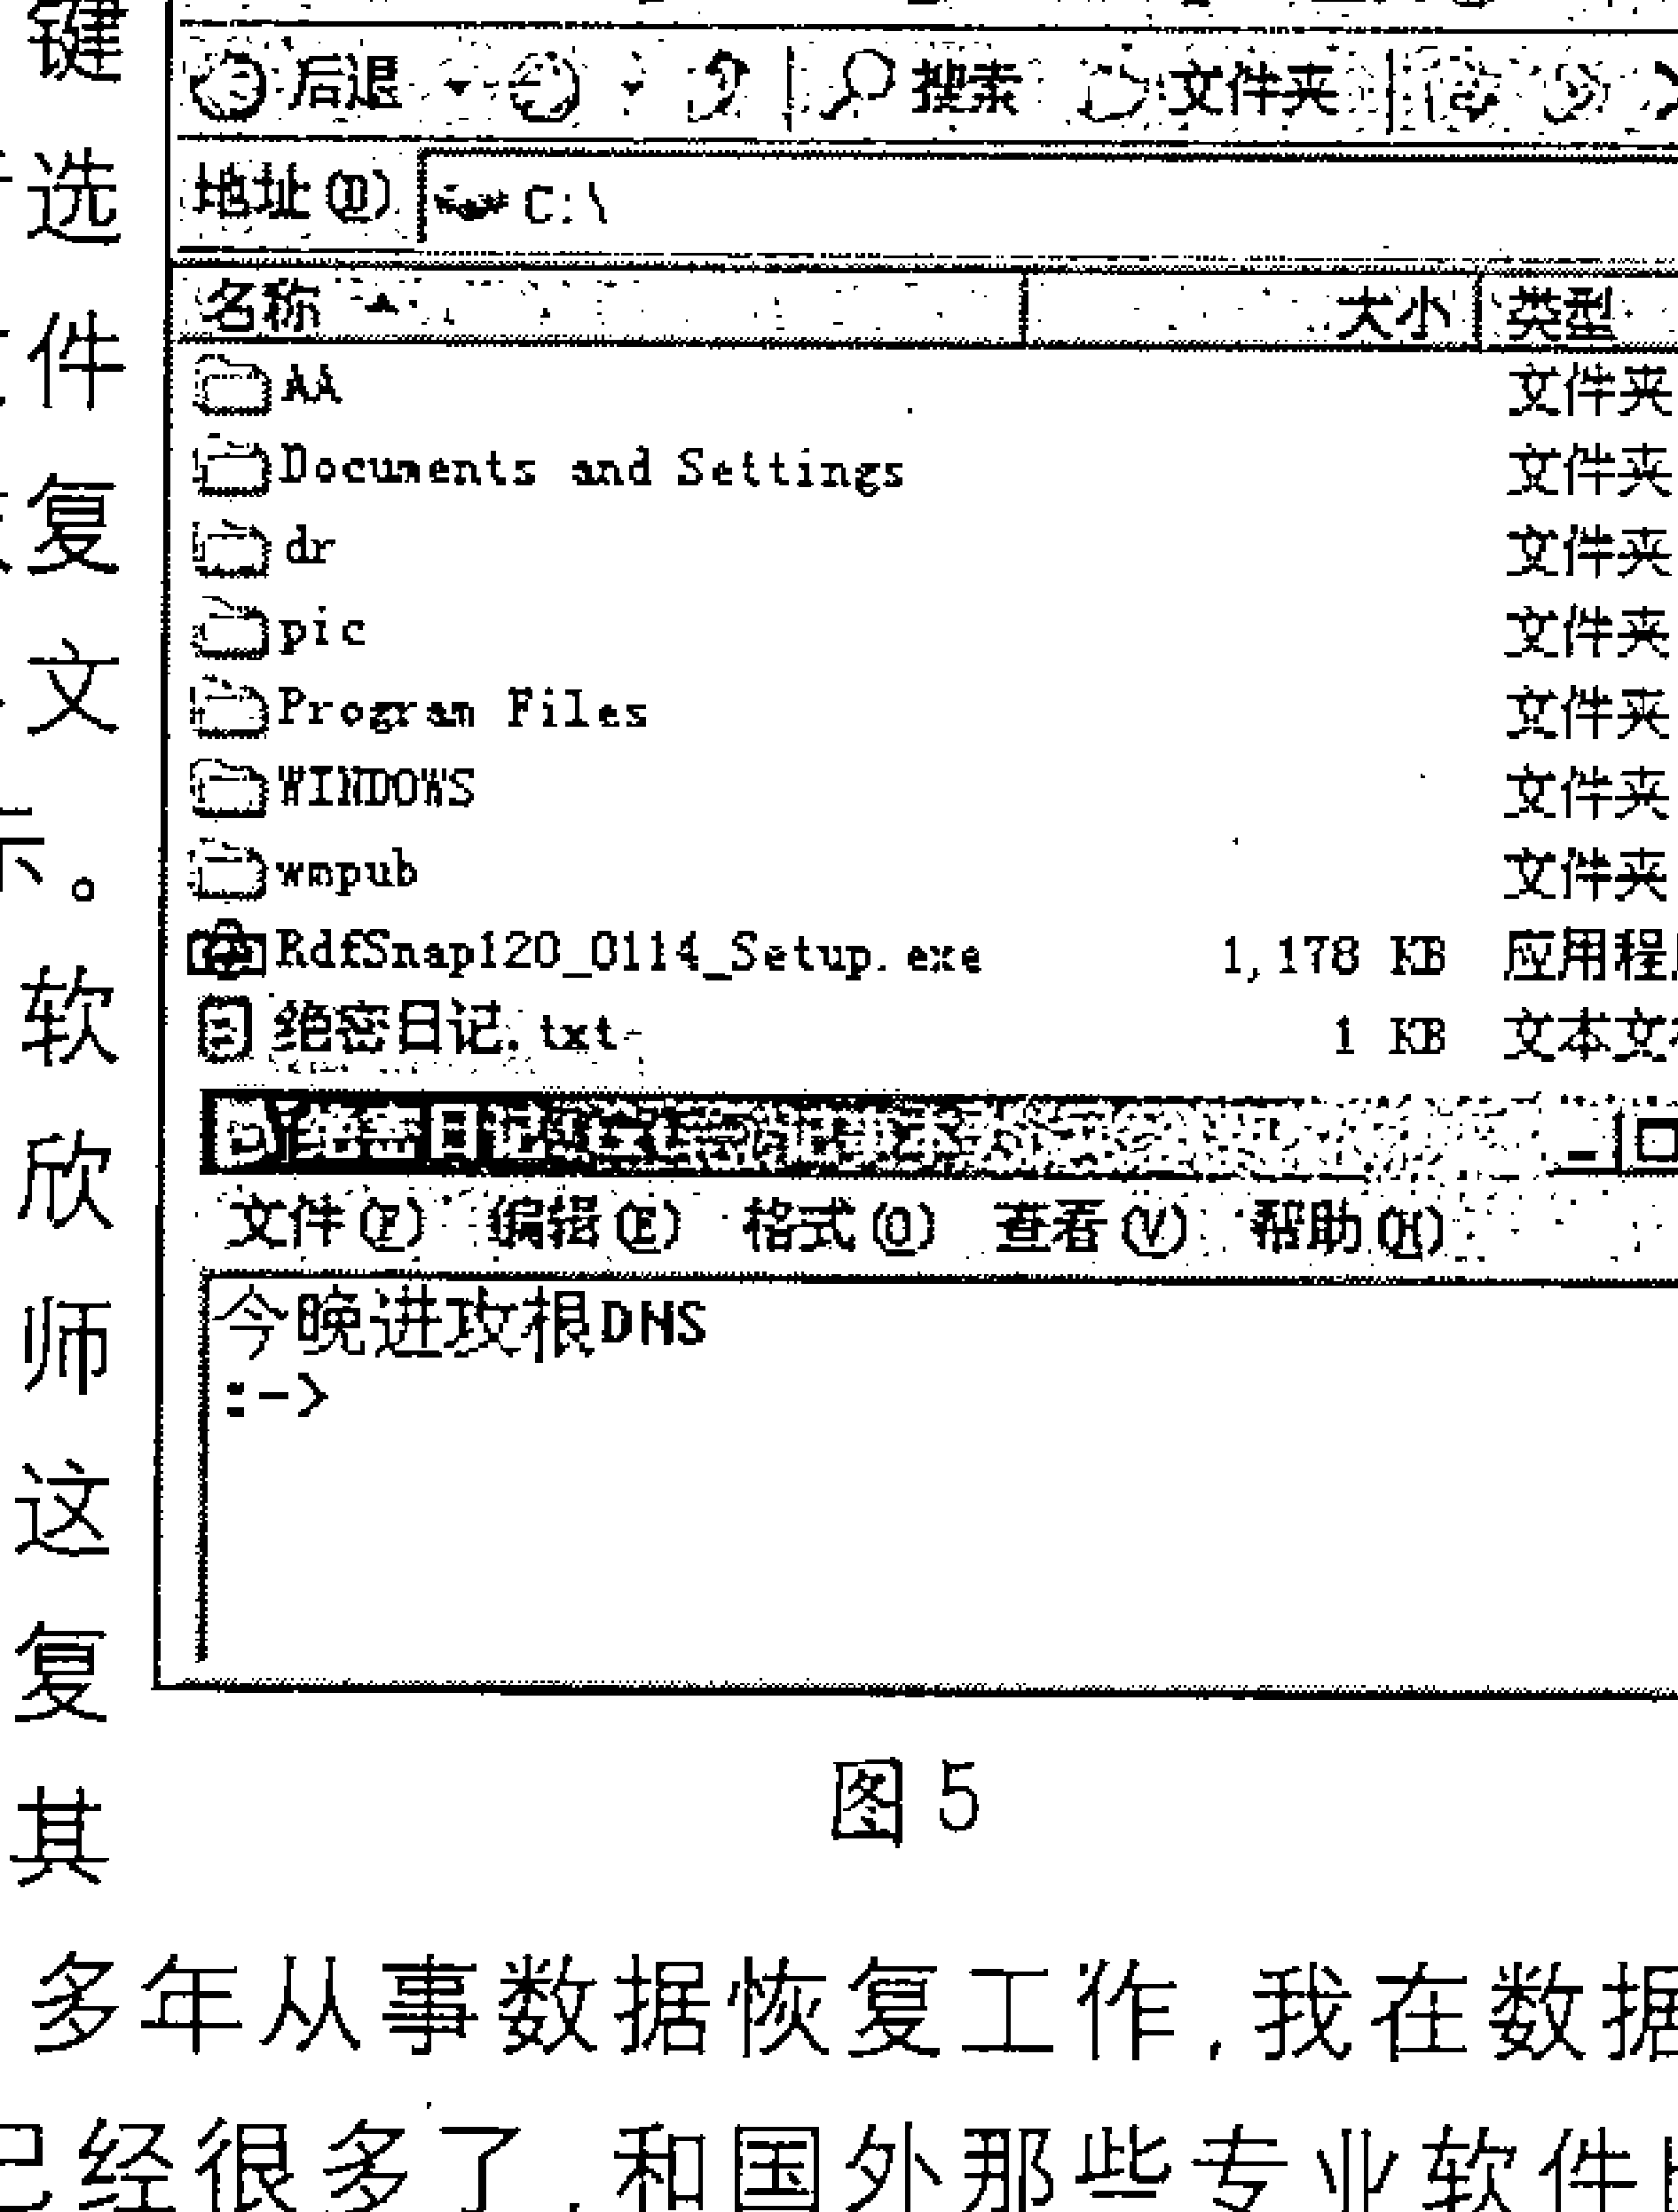 键
选
件
复
文
示。
软
欣
师
这
复
其
后退 搜索 文件夹
地址(D) C:\
名称 大小 类型
AA 文件夹
Documents and Settings 文件夹
dr 文件夹
pic 文件夹
Program Files 文件夹
WINDOWS 文件夹
wmpub 文件夹
RdfSnap120_0114_Setup.exe 1,178 KB 应用程
绝密日记.txt 1 KB 文本文
文件(F) 编辑(E) 格式(O) 查看(V) 帮助(H)
今晚进攻根DNS
:->
图5
多年从事数据恢复工作,我在数据
已经很多了,和国外那些专业软件